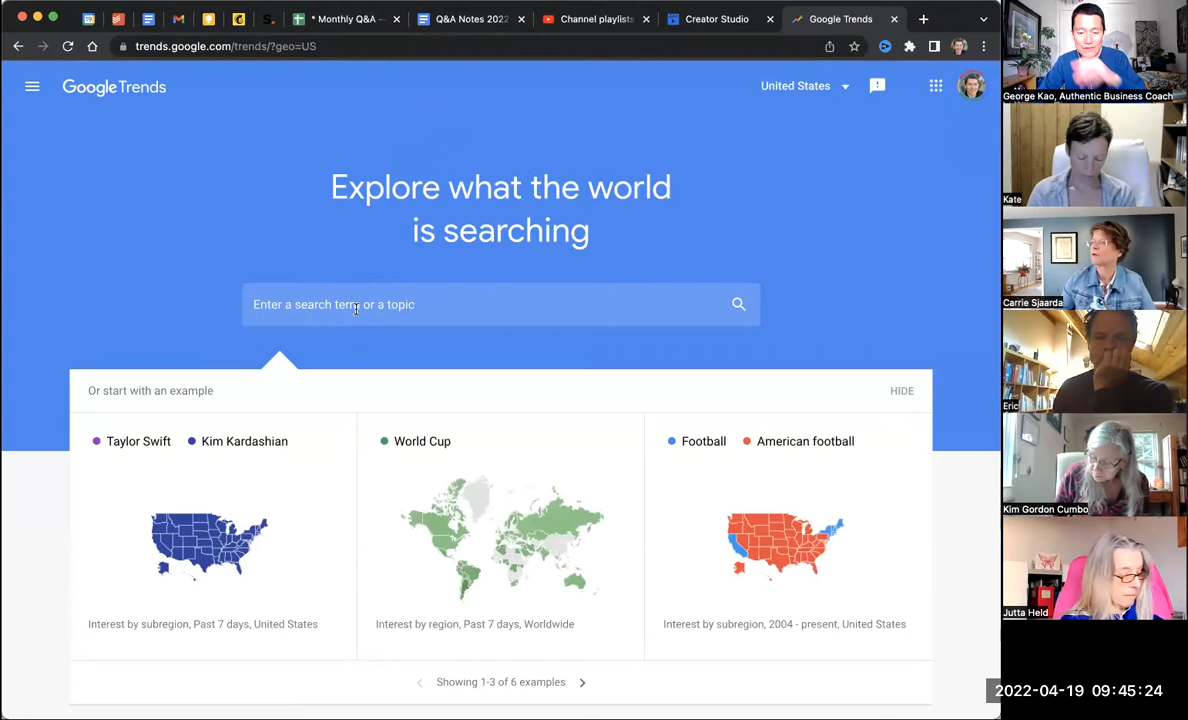 * Monthly Q&A —
Q&A Notes 2022
Channel playlists
Creator Studio
Google Trends
trends.google.com/trends/?geo=US
Google Trends
United States
Explore what the world
is searching
Enter a search term or a topic
Or start with an example
HIDE
Taylor Swift
Kim Kardashian
World Cup
Football
American football
Interest by subregion, Past 7 days, United States
Interest by region, Past 7 days, Worldwide
Interest by subregion, 2004 - present, United States
Showing 1-3 of 6 examples
George Kao, Authentic Business Coach
Kate
Carrie Sjaarda
Eric
Kim Gordon Cumbo
Jutta Held
2022-04-19 09:45:24